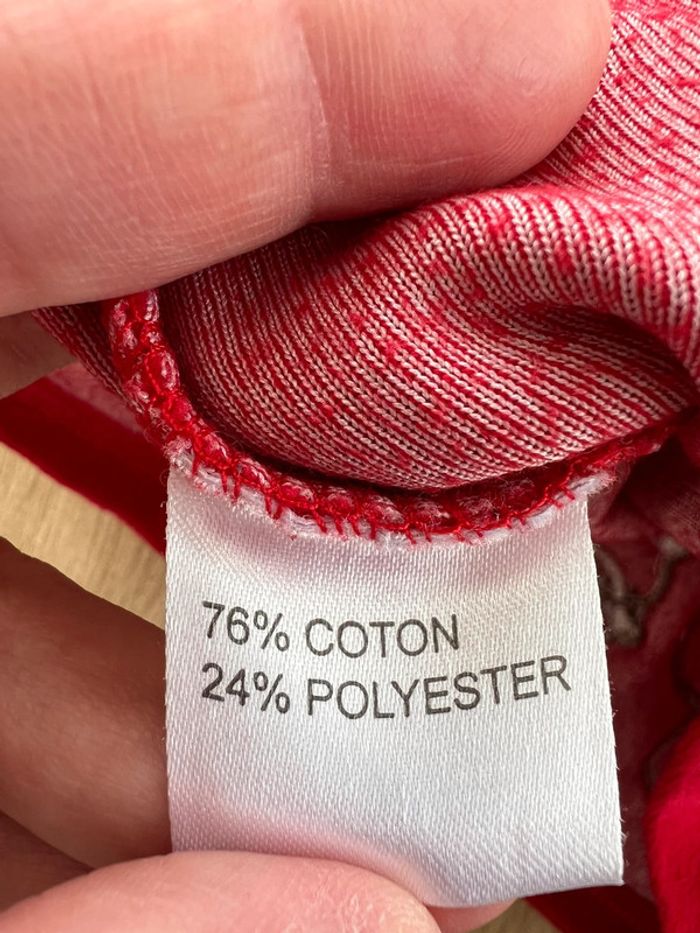 76% COTON
24% POLYESTER